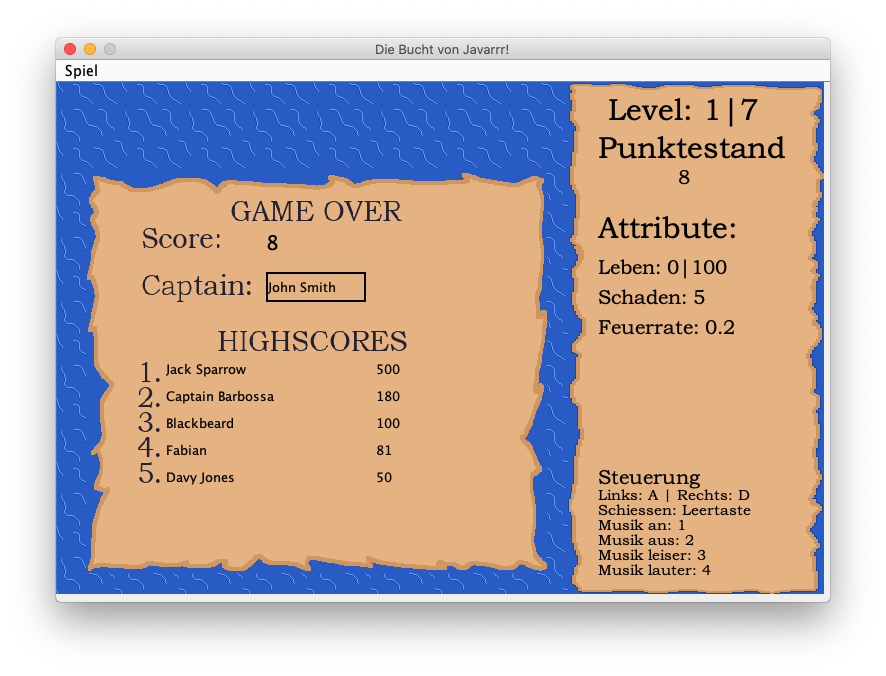 Die Bucht von Javarrr!
Spiel
GAME OVER
Score: 8
Captain: John Smith
HIGHSCORES
1. Jack Sparrow 500
2. Captain Barbossa 180
3. Blackbeard 100
4. Fabian 81
5. Davy Jones 50
Level: 1|7
Punktestand
8
Attribute:
Leben: 0|100
Schaden: 5
Feuerrate: 0.2
Steuerung
Links: A | Rechts: D
Schiessen: Leertaste
Musik an: 1
Musik aus: 2
Musik leiser: 3
Musik lauter: 4